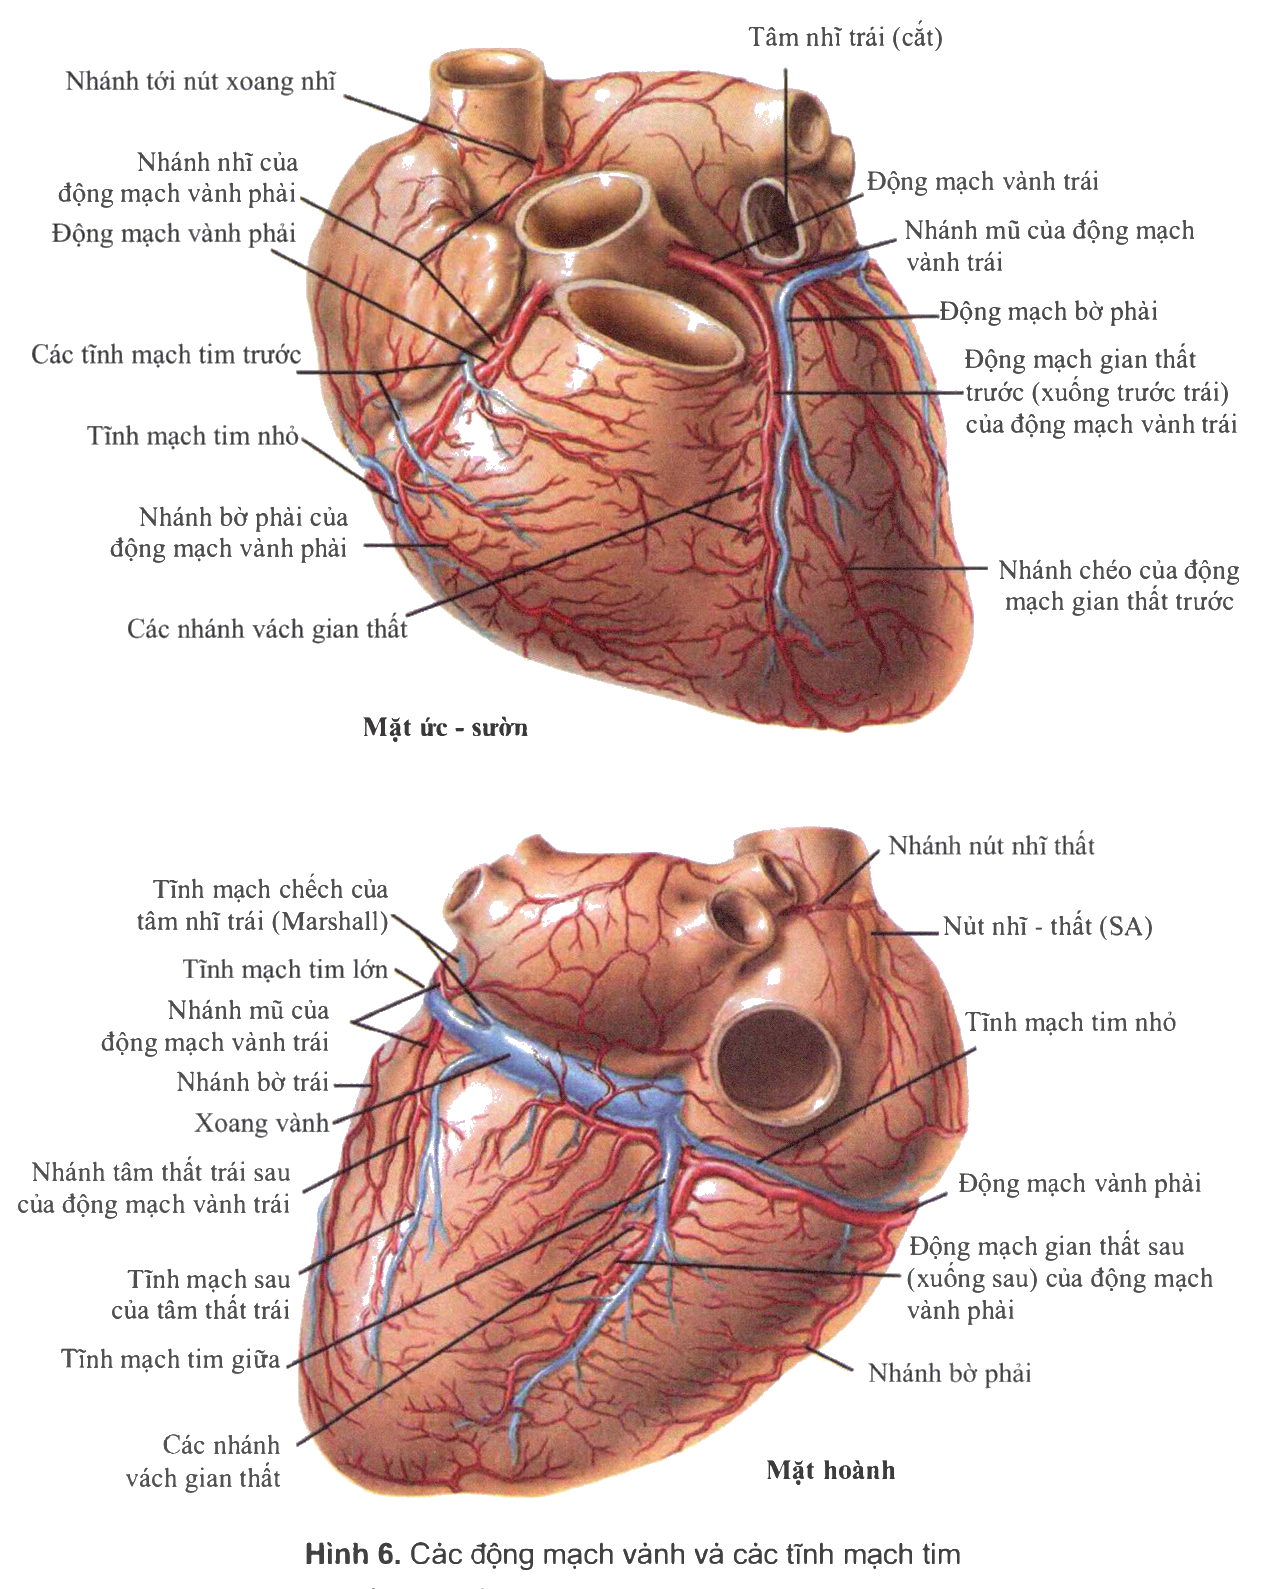 Tâm nhĩ trái (cắt)
Nhánh tới nút xoang nhĩ
Nhánh nhĩ của
động mạch vành phải
Động mạch vành phải
Các tĩnh mạch tim trước
Tĩnh mạch tim nhỏ
Nhánh bờ phải của
động mạch vành phải
Các nhánh vách gian thất
Động mạch vành trái
Nhánh mũ của động mạch
vành trái
Động mạch bờ phải
Động mạch gian thất
trước (xuống trước trái)
của động mạch vành trái
Nhánh chéo của động
mạch gian thất trước
Mặt ức - sườn
Tĩnh mạch chếch của
tâm nhĩ trái (Marshall)
Tĩnh mạch tim lớn
Nhánh mũ của
động mạch vành trái
Nhánh bờ trái
Xoang vành
Nhánh tâm thất trái sau
của động mạch vành trái
Tĩnh mạch sau
của tâm thất trái
Tĩnh mạch tim giữa
Các nhánh
vách gian thất
Nhánh nút nhĩ thất
Nút nhĩ - thất (SA)
Tĩnh mạch tim nhỏ
Động mạch vành phải
Động mạch gian thất sau
(xuống sau) của động mạch
vành phải
Nhánh bờ phải
Mặt hoành
Hình 6. Các động mạch vành và các tĩnh mạch tim